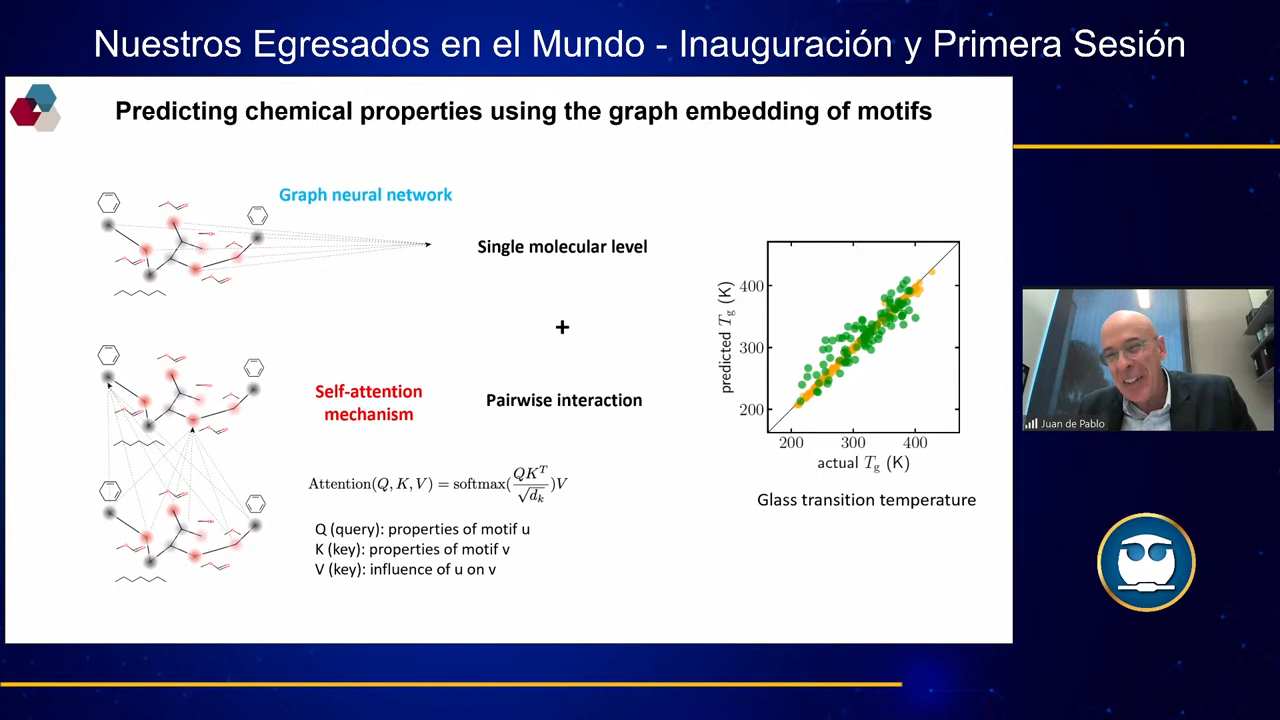 Nuestros Egresados en el Mundo - Inauguración y Primera Sesión
Predicting chemical properties using the graph embedding of motifs
Graph neural network
Single molecular level
+
Self-attention
mechanism
Pairwise interaction
Attention(Q, K, V) = softmax(QK^T/√d_k)V
Q (query): properties of motif u
K (key): properties of motif v
V (key): influence of u on v
predicted T_g (K)
400
300
200
200 300 400
actual T_g (K)
Glass transition temperature
Juan de Pablo